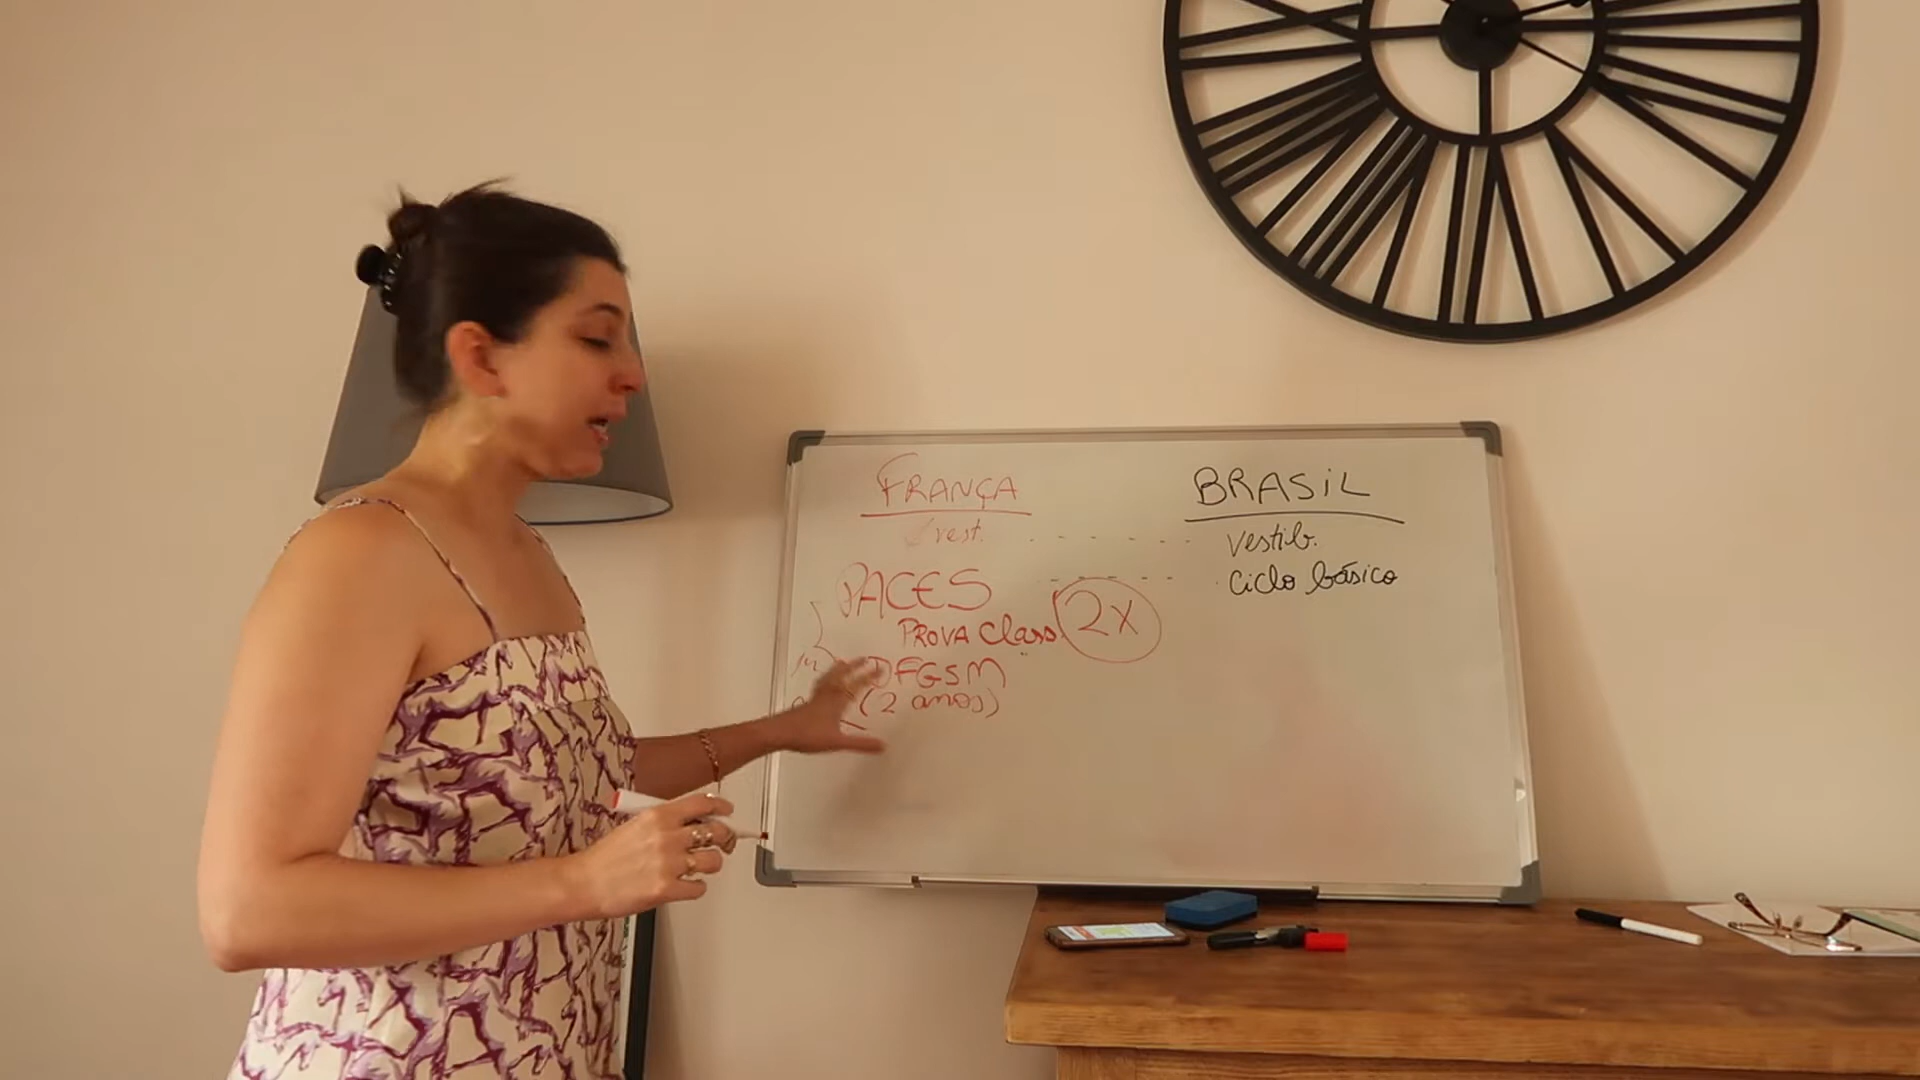 FRANÇA
vest.
PACES
PROVA Class.
2X
DFGSM
(2 anos)
BRASIL
Vestib.
Ciclo básico